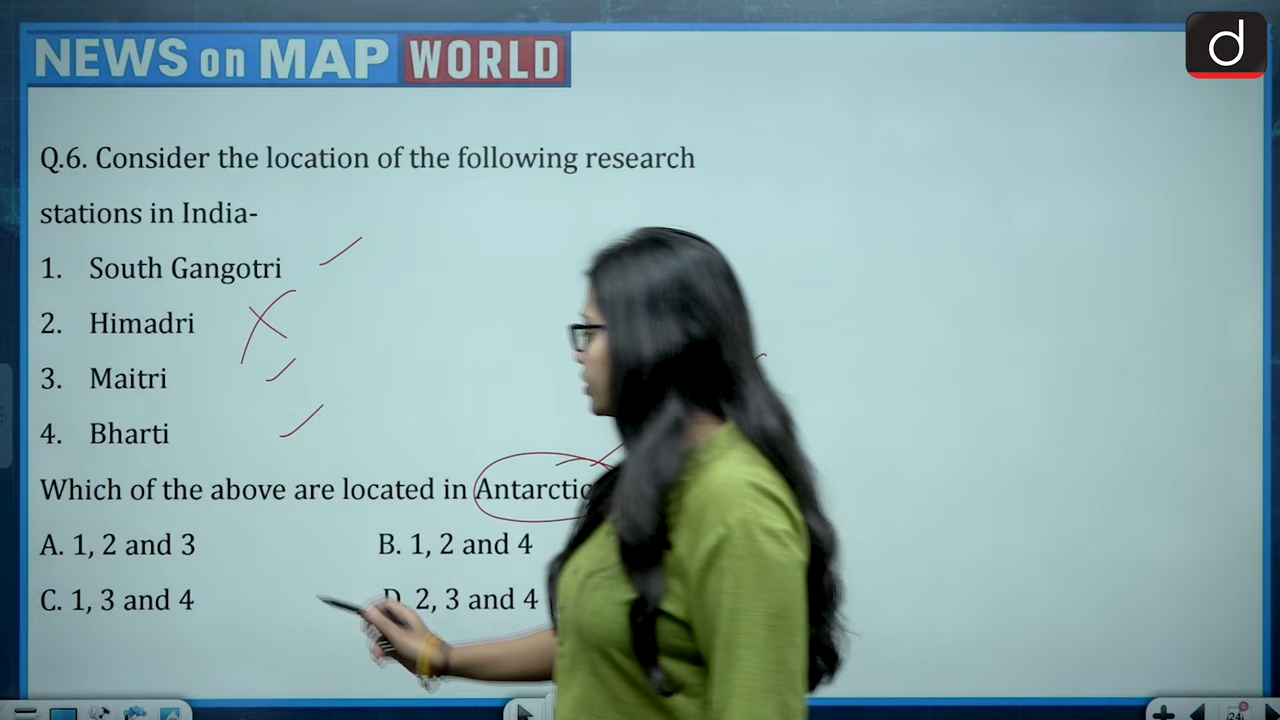 NEWS on MAP WORLD
d
Q.6. Consider the location of the following research
stations in India-
1. South Gangotri
2. Himadri
3. Maitri
4. Bharti
Which of the above are located in Antarctic
A. 1, 2 and 3 B. 1, 2 and 4
C. 1, 3 and 4 D. 2, 3 and 4
24